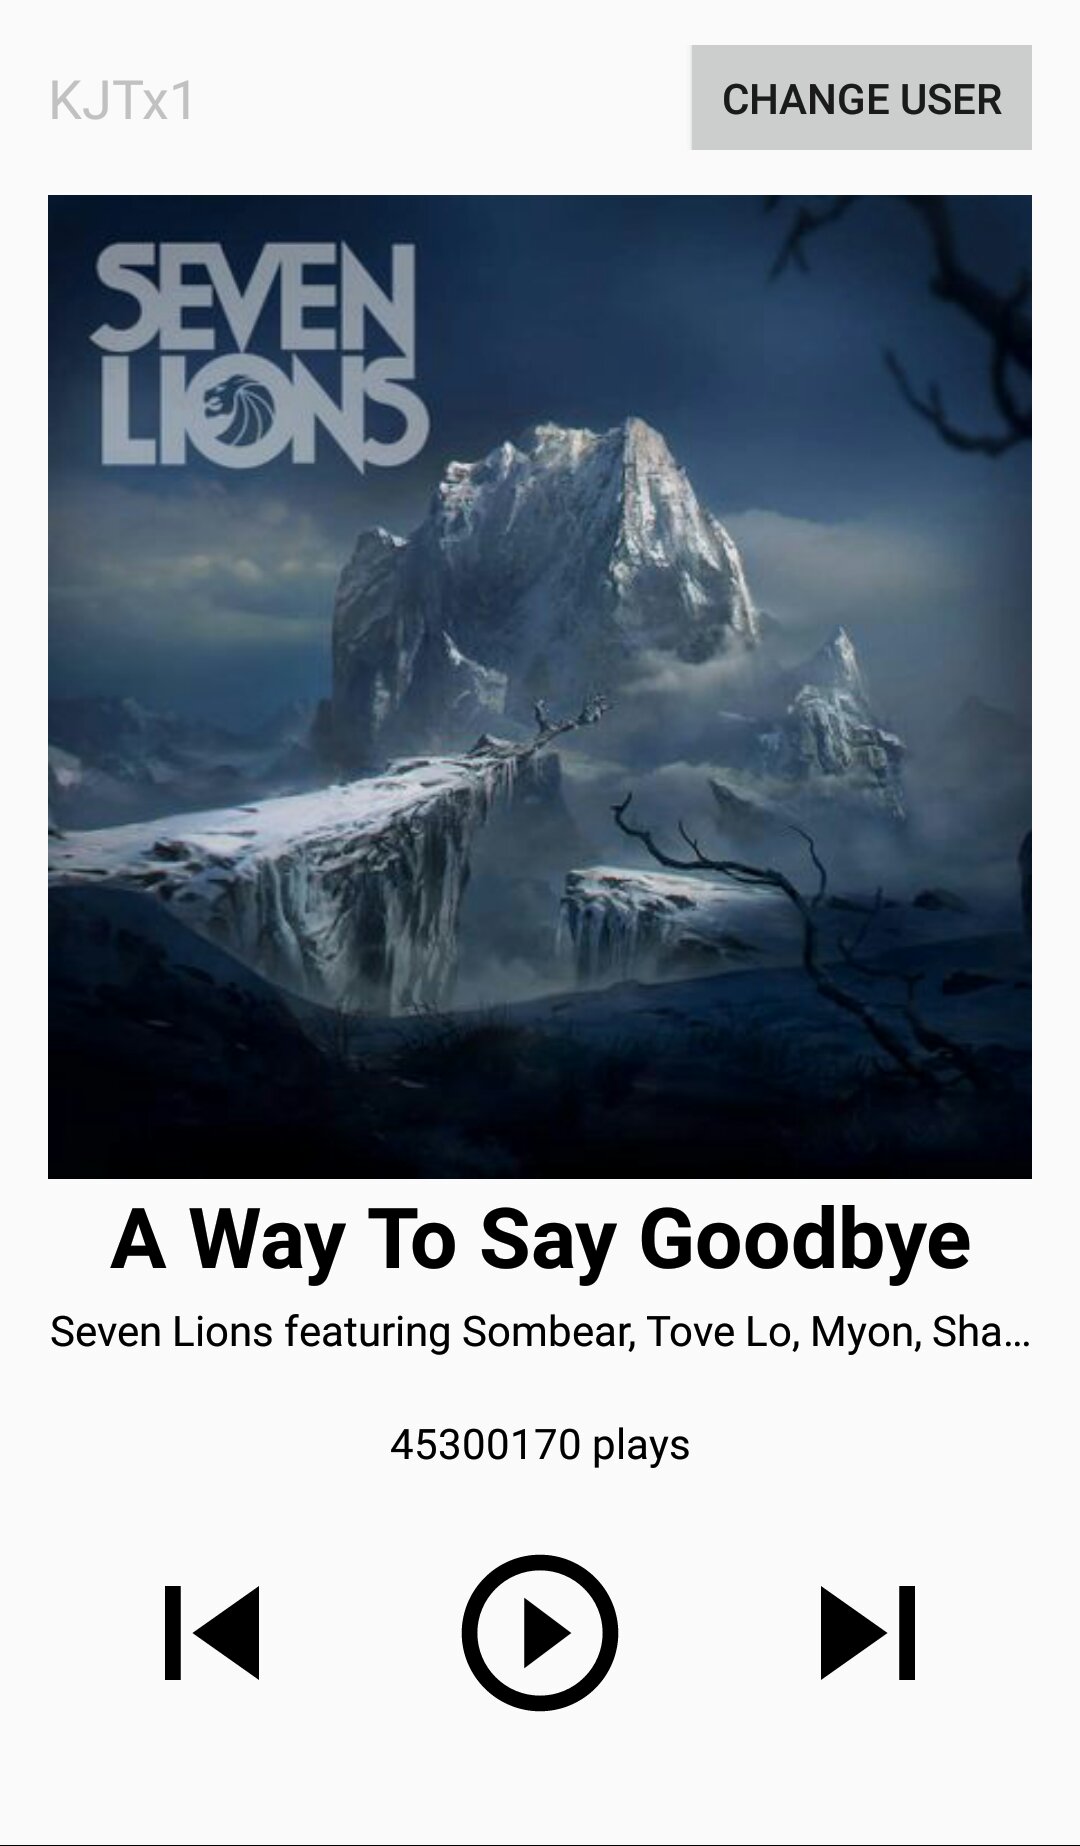 KJTx1
CHANGE USER
SEVEN
LIONS
A Way To Say Goodbye
Seven Lions featuring Sombear, Tove Lo, Myon, Sha...
45300170 plays